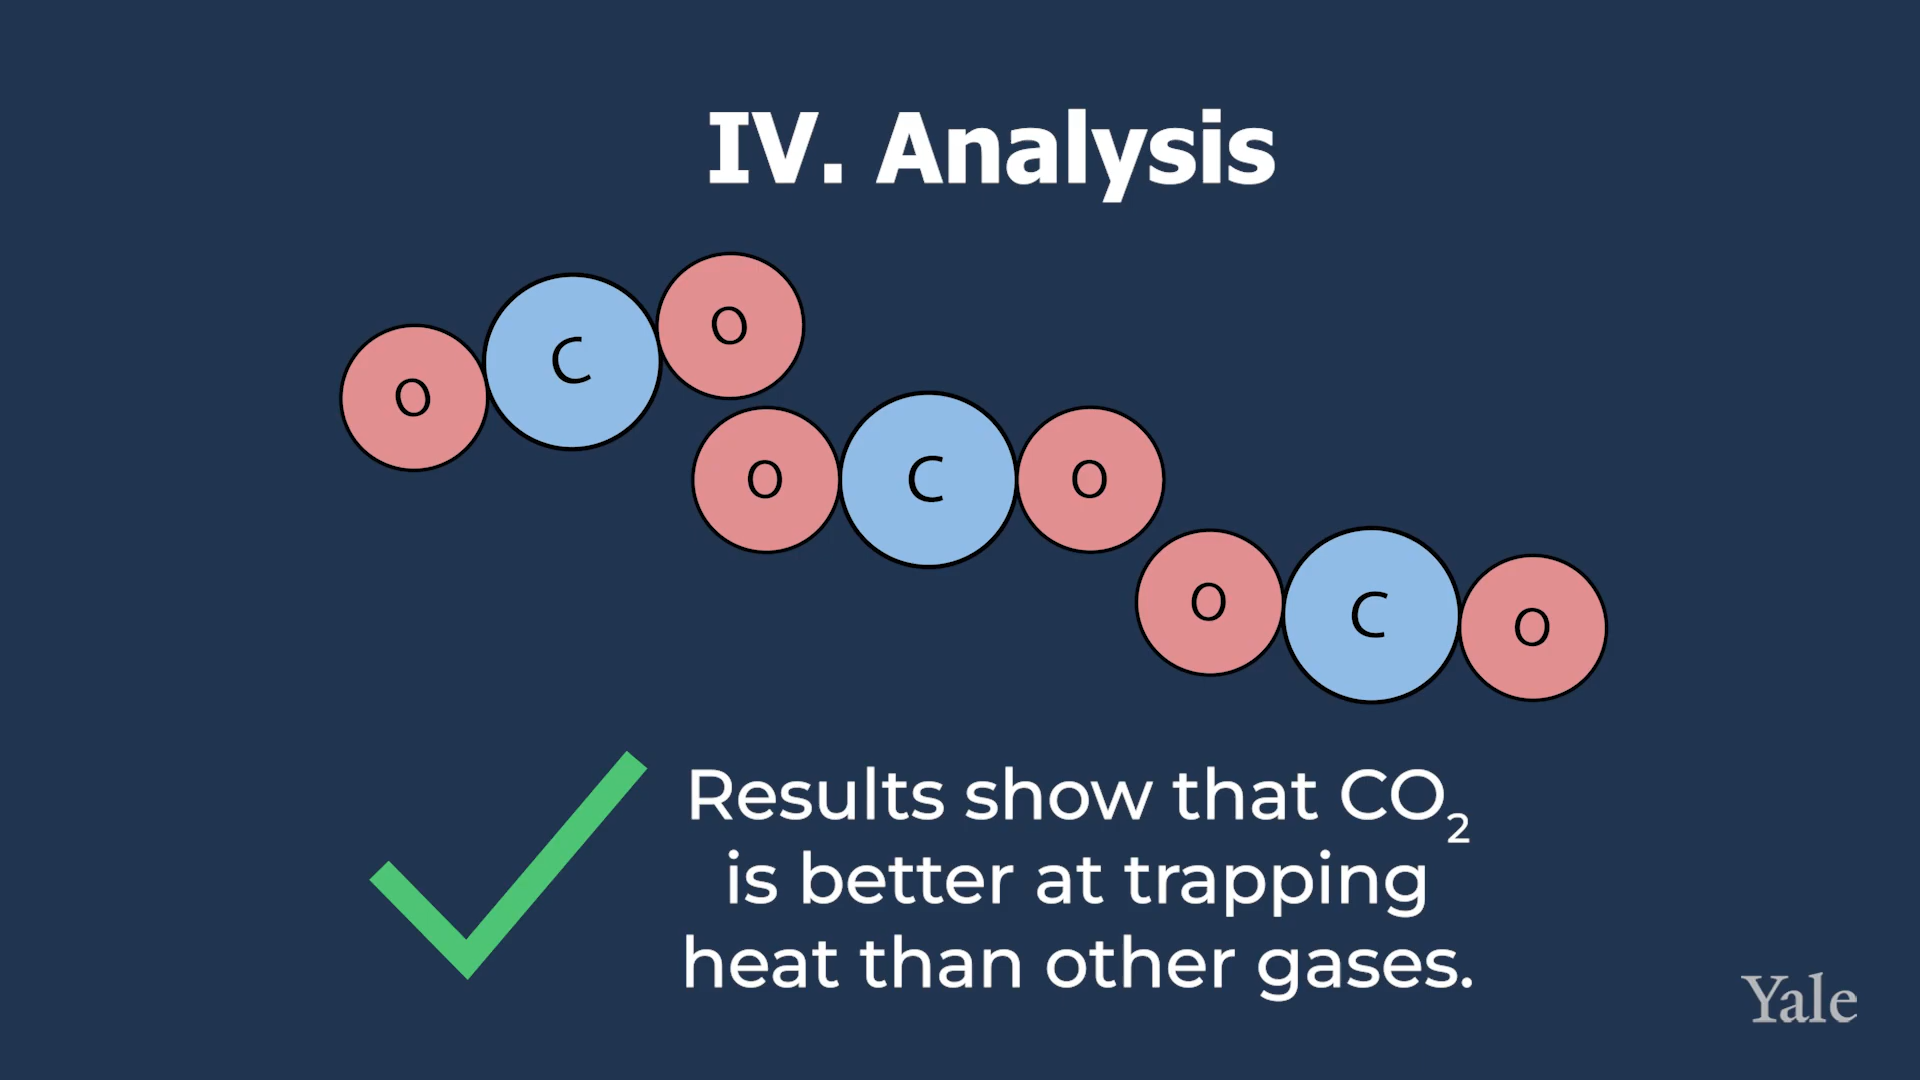 IV. Analysis
O C O
O C O
O C O
Results show that CO₂
is better at trapping
heat than other gases.
Yale